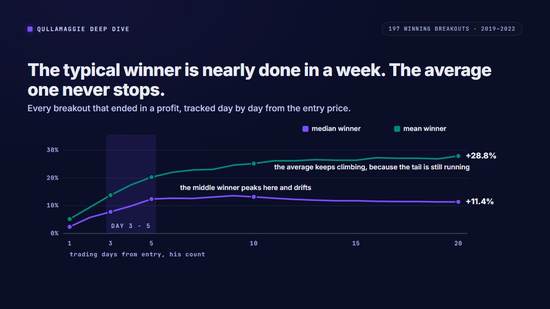 QULLAMAGGIE DEEP DIVE
197 WINNING BREAKOUTS · 2019–2022
The typical winner is nearly done in a week. The average
one never stops.
Every breakout that ended in a profit, tracked day by day from the entry price.
median winner
mean winner
30%
+28.8%
the average keeps climbing, because the tail is still running
20%
the middle winner peaks here and drifts
10%
+11.4%
DAY 3 - 5
0%
1 3 5 10 15 20
trading days from entry, his count